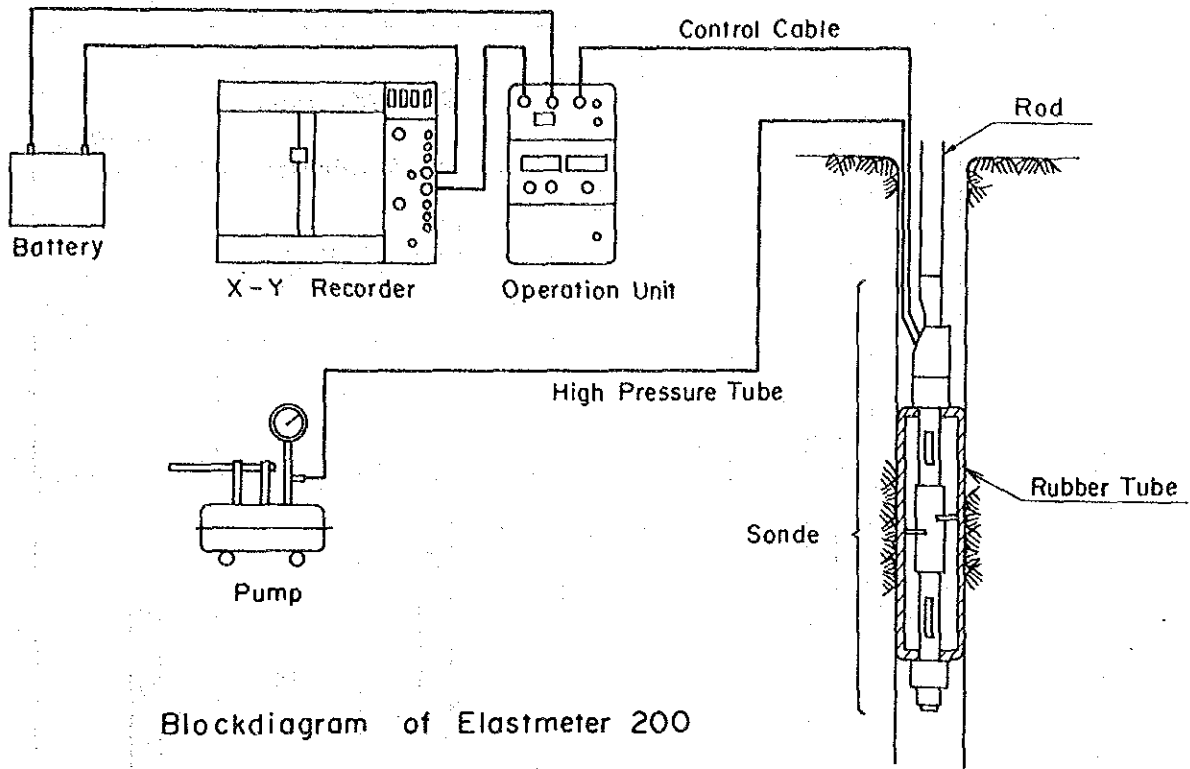 Control Cable
Rod
Battery
X-Y Recorder
Operation Unit
High Pressure Tube
Rubber Tube
Sonde
Pump
Blockdiagram of Elastmeter 200